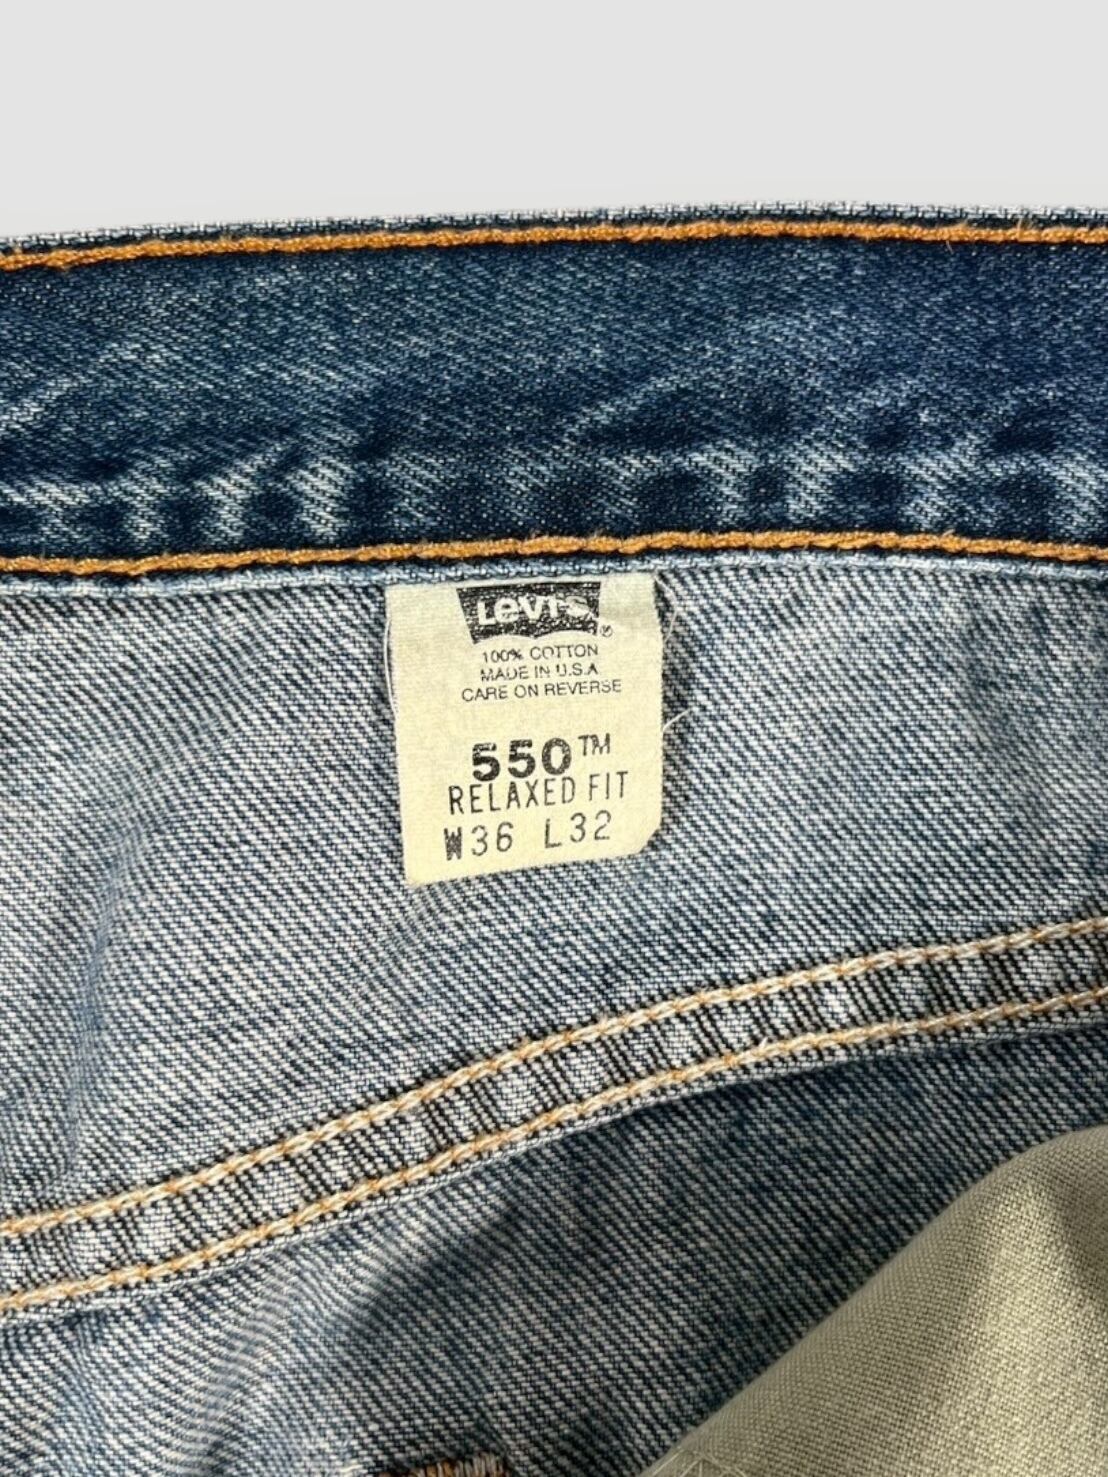 Levi's ®
100% COTTON
MADE IN U.S.A
CARE ON REVERSE
550™
RELAXED FIT
W36 L32